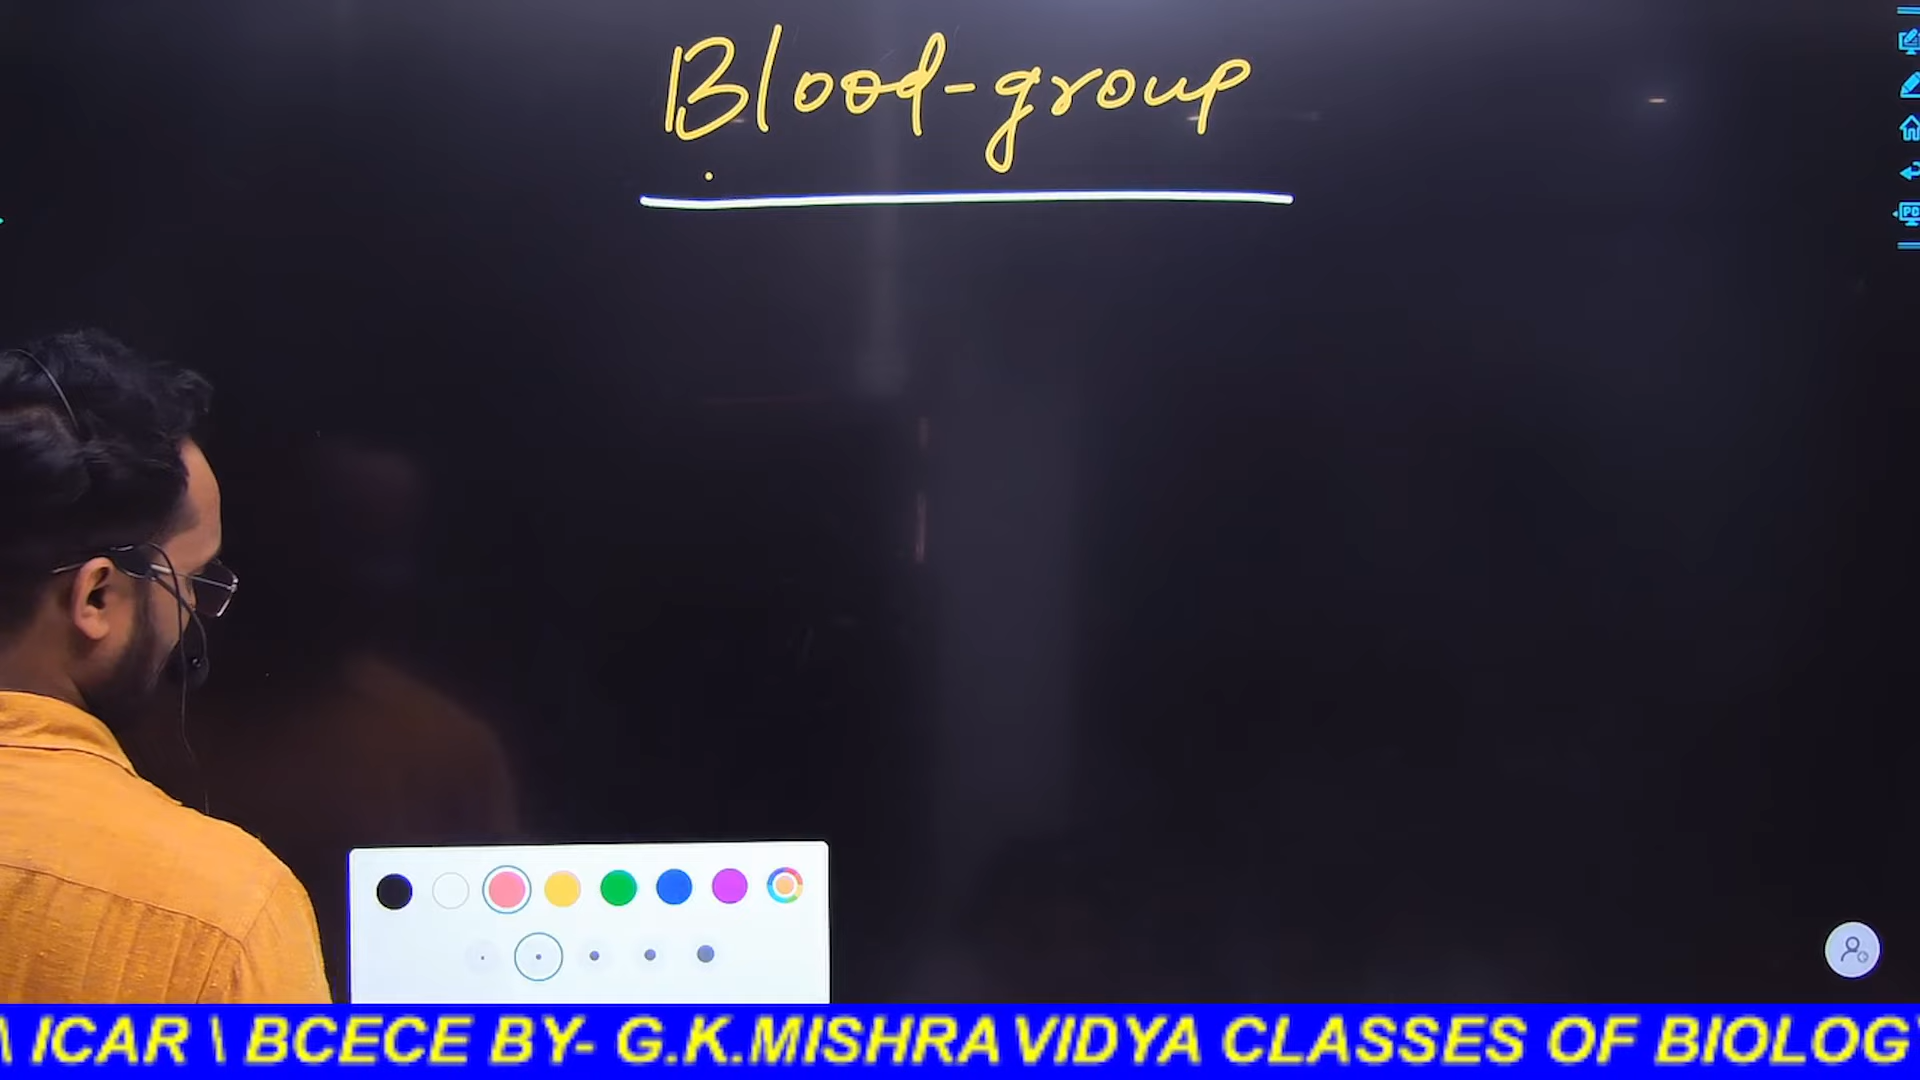 Blood-group
\ ICAR \ BCECE BY- G.K.MISHRA VIDYA CLASSES OF BIOLOG